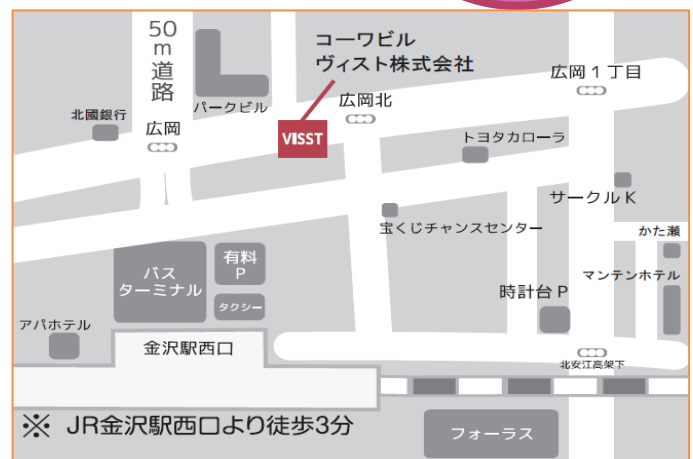 50m道路
コーワビル
ヴィスト株式会社
広岡1丁目
北國銀行
パークビル
広岡北
広岡
VISST
トヨタカローラ
サークルK
宝くじチャンスセンター
かた瀬
バス
ターミナル
有料
P
マンテンホテル
時計台P
タクシー
アパホテル
金沢駅西口
北安江高架下
※ JR金沢駅西口より徒歩3分
フォーラス